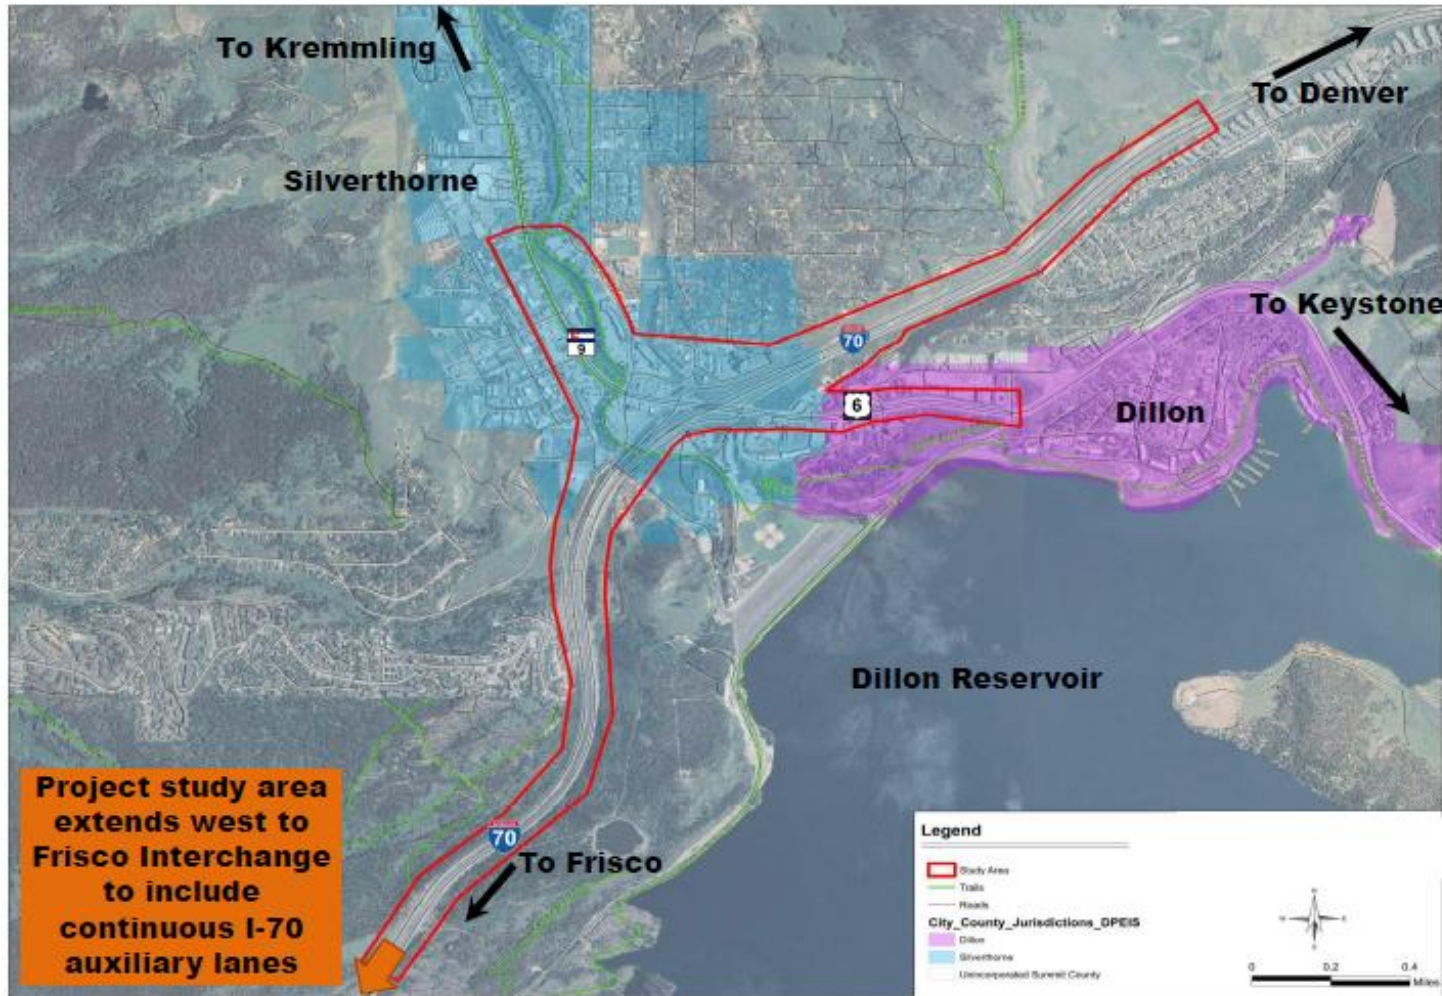 To Kremmling
To Denver
Silverthorne
To Keystone
9
70
6
Dillon
Dillon Reservoir
Project study area
extends west to
Frisco Interchange
to include
continuous I-70
auxiliary lanes
70
To Frisco
Legend
Study Area
Trails
Roads
City_County_Jurisdictions_DPEIS
Dillon
Silverthorne
Unincorporated Summit County
N
W E
S
0 0.2 0.4
Miles